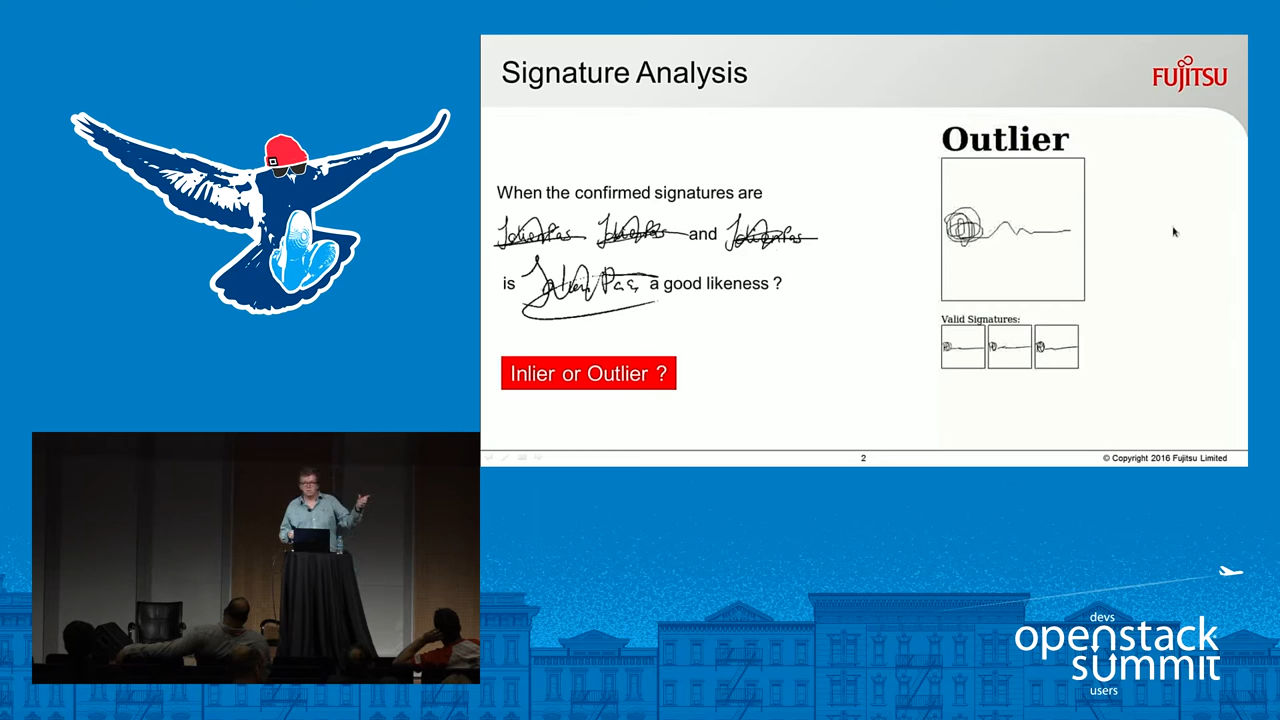 Signature Analysis
FUJITSU
Outlier
When the confirmed signatures are
and
is a good likeness ?
Valid Signatures:
Inlier or Outlier ?
2
© Copyright 2016 Fujitsu Limited
devs
openstack
summit
users